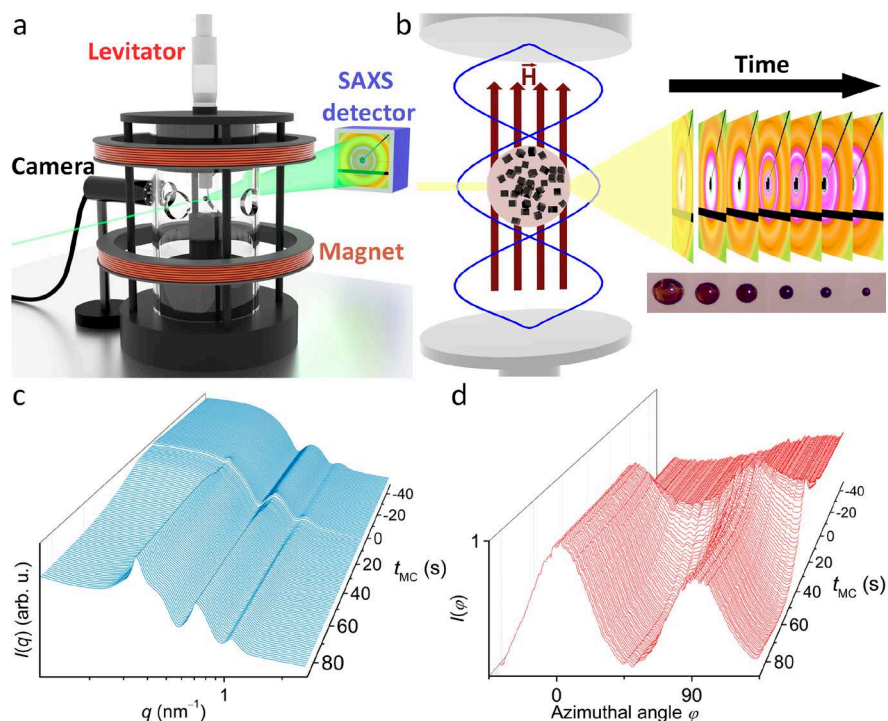 a
Levitator
SAXS
detector
Camera
Magnet
b
H
Time
c
I(q) (arb. u.)
-40
-20
0
20
40
60
80
t_MC (s)
1
q (nm⁻¹)
d
1
I(φ)
-40
-20
0
20
40
60
80
t_MC (s)
0
90
Azimuthal angle φ